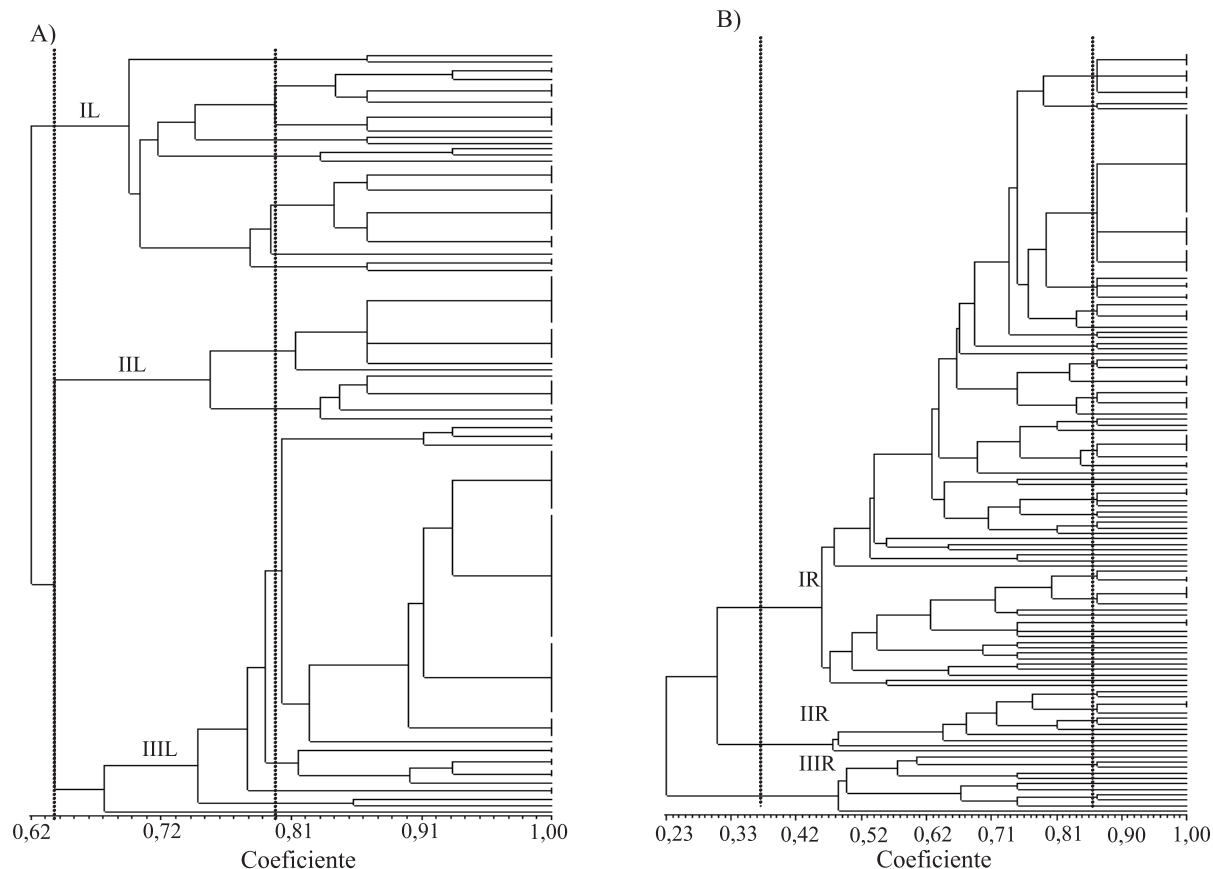 A)
IL
IIL
IIIL
0,62 0,72 0,81 0,91 1,00
Coeficiente
B)
IR
IIR
IIIR
0,23 0,33 0,42 0,52 0,62 0,71 0,81 0,90 1,00
Coeficiente